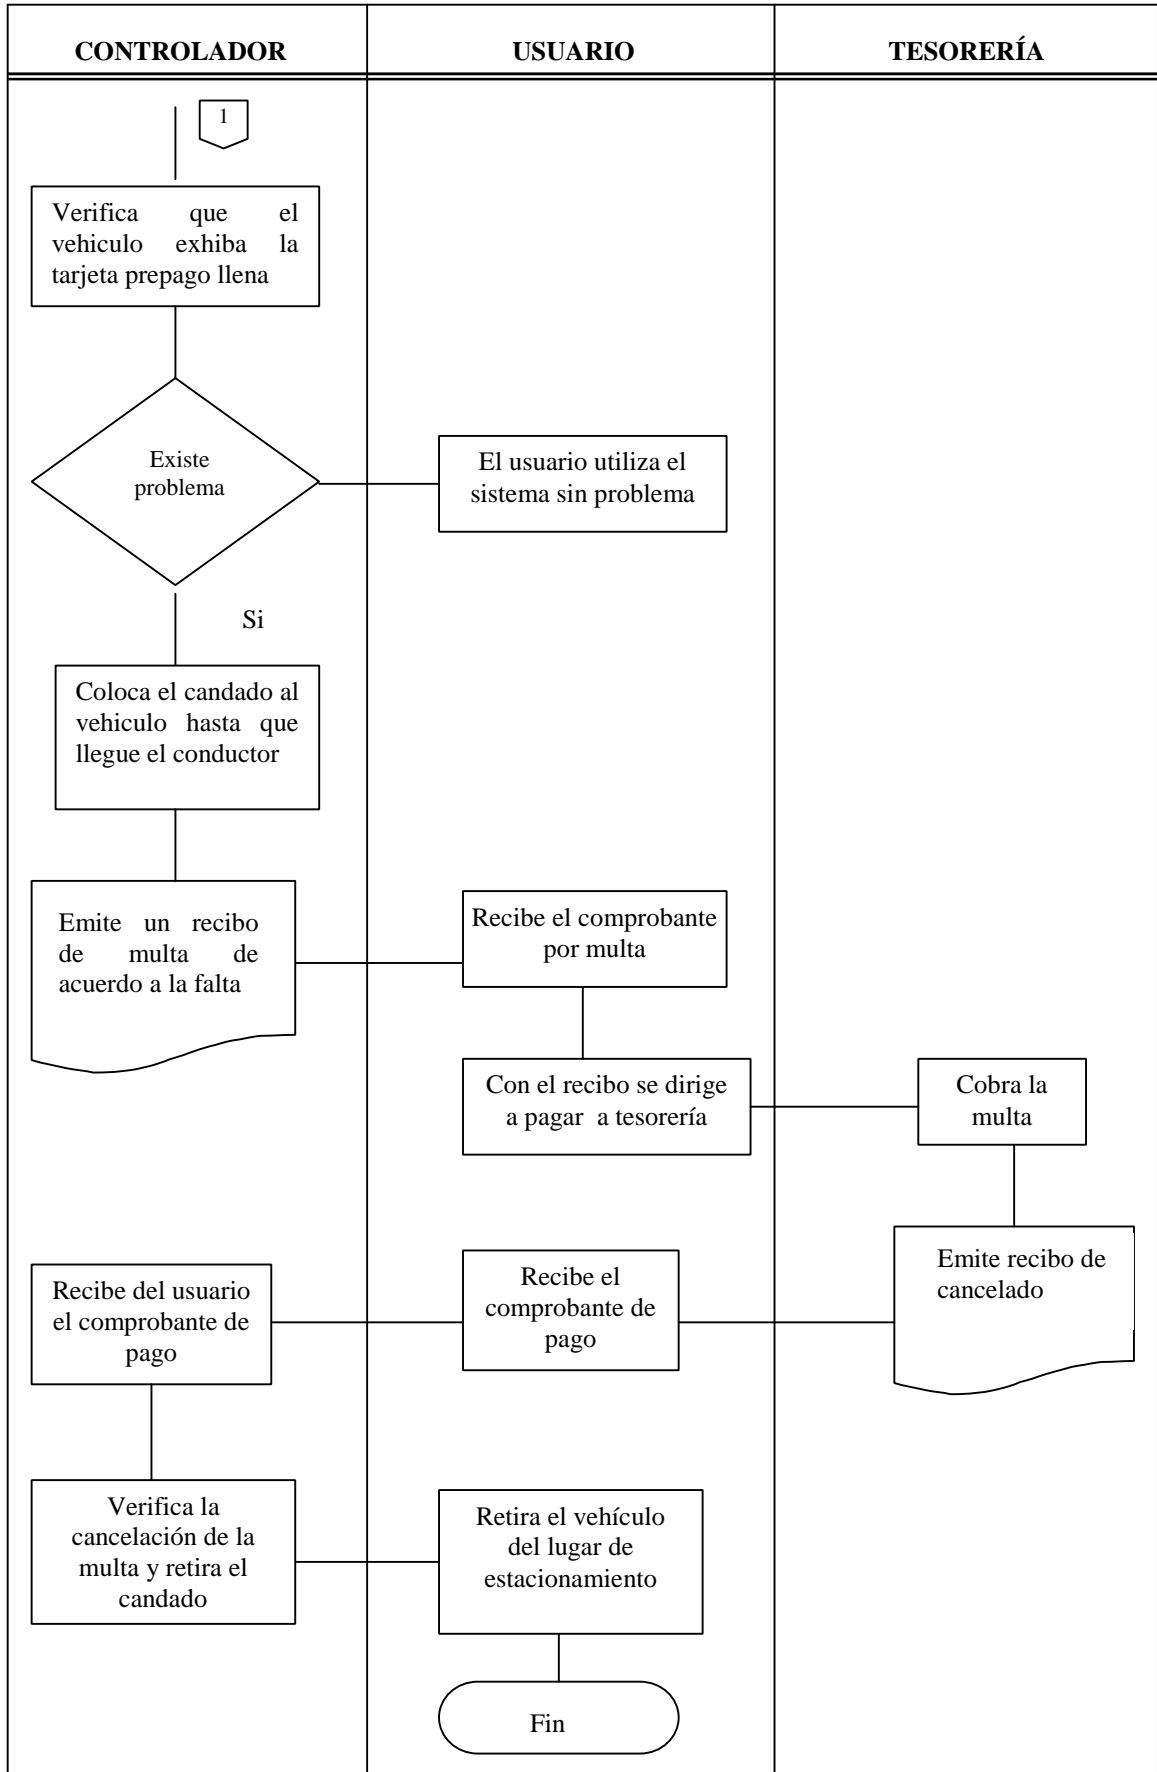 CONTROLADOR
USUARIO
TESORERÍA
1
Verifica que el
vehiculo exhiba la
tarjeta prepago llena
Existe
problema
El usuario utiliza el
sistema sin problema
Si
Coloca el candado al
vehiculo hasta que
llegue el conductor
Emite un recibo
de multa de
acuerdo a la falta
Recibe el comprobante
por multa
Con el recibo se dirige
a pagar a tesorería
Cobra la
multa
Emite recibo de
cancelado
Recibe el
comprobante de
pago
Recibe del usuario
el comprobante de
pago
Verifica la
cancelación de la
multa y retira el
candado
Retira el vehículo
del lugar de
estacionamiento
Fin